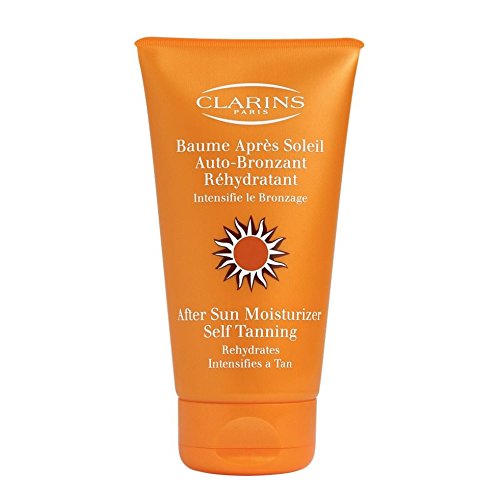 CLARINS
PARIS
Baume Après Soleil
Auto-Bronzant
Réhydratant
Intensifie le Bronzage
After Sun Moisturizer
Self Tanning
Rehydrates
Intensifies a Tan